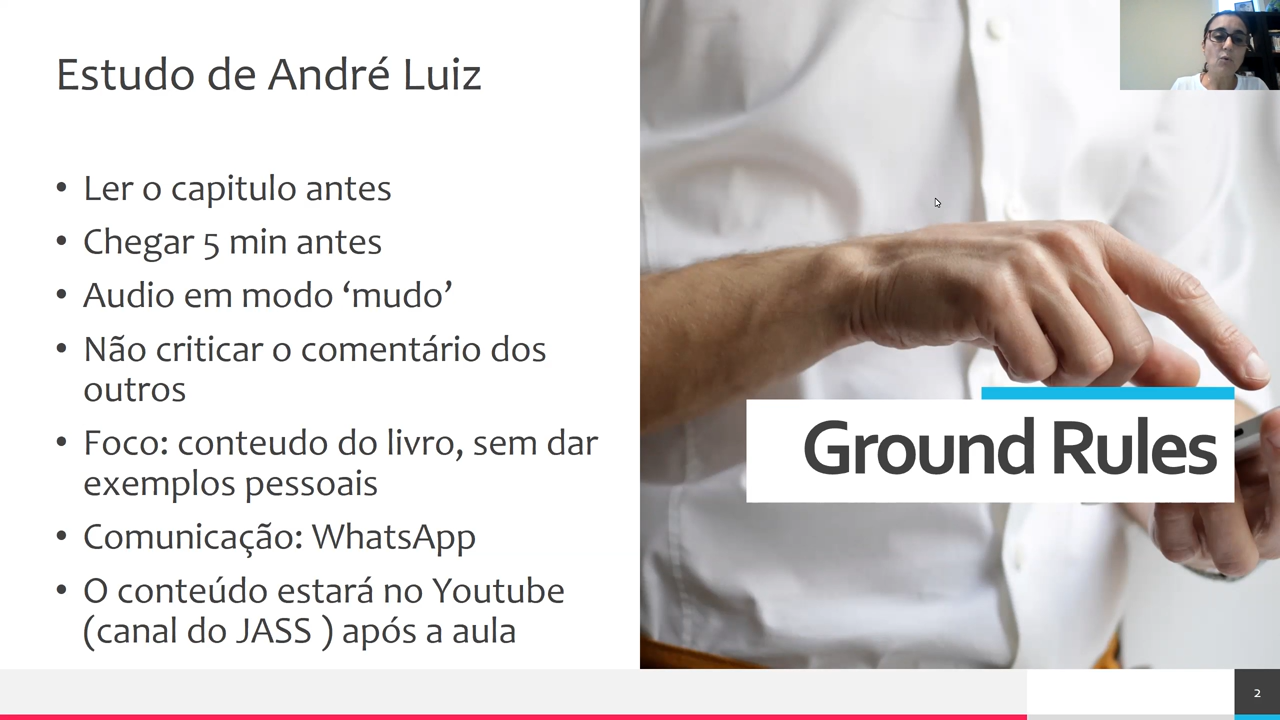 Estudo de André Luiz
• Ler o capitulo antes
• Chegar 5 min antes
• Audio em modo ‘mudo’
• Não criticar o comentário dos
outros
• Foco: conteudo do livro, sem dar
exemplos pessoais
• Comunicação: WhatsApp
• O conteúdo estará no Youtube
(canal do JASS ) após a aula
Ground Rules
2